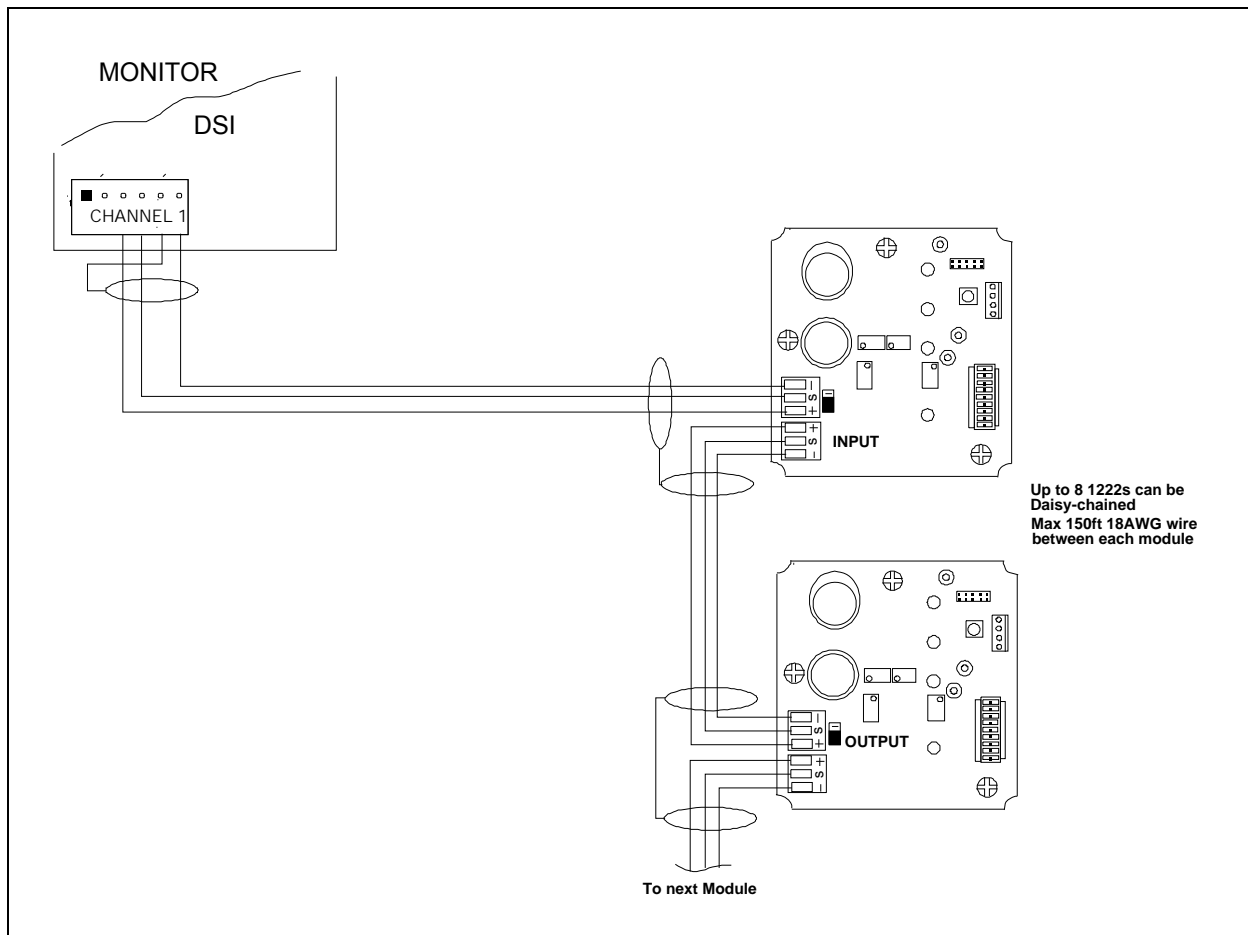 MONITOR
DSI
CHANNEL 1
–
S
+
+
S
–
INPUT
Up to 8 1222s can be
Daisy-chained
Max 150ft 18AWG wire
between each module
–
S
+
OUTPUT
+
S
–
To next Module